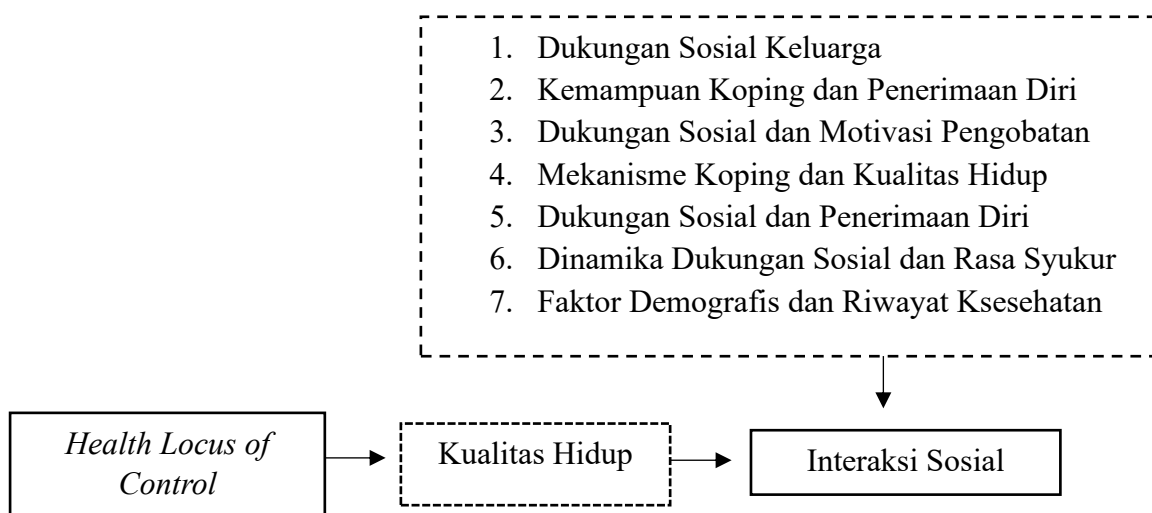 1. Dukungan Sosial Keluarga
2. Kemampuan Koping dan Penerimaan Diri
3. Dukungan Sosial dan Motivasi Pengobatan
4. Mekanisme Koping dan Kualitas Hidup
5. Dukungan Sosial dan Penerimaan Diri
6. Dinamika Dukungan Sosial dan Rasa Syukur
7. Faktor Demografis dan Riwayat Ksesehatan
Health Locus of
Control
Kualitas Hidup
Interaksi Sosial